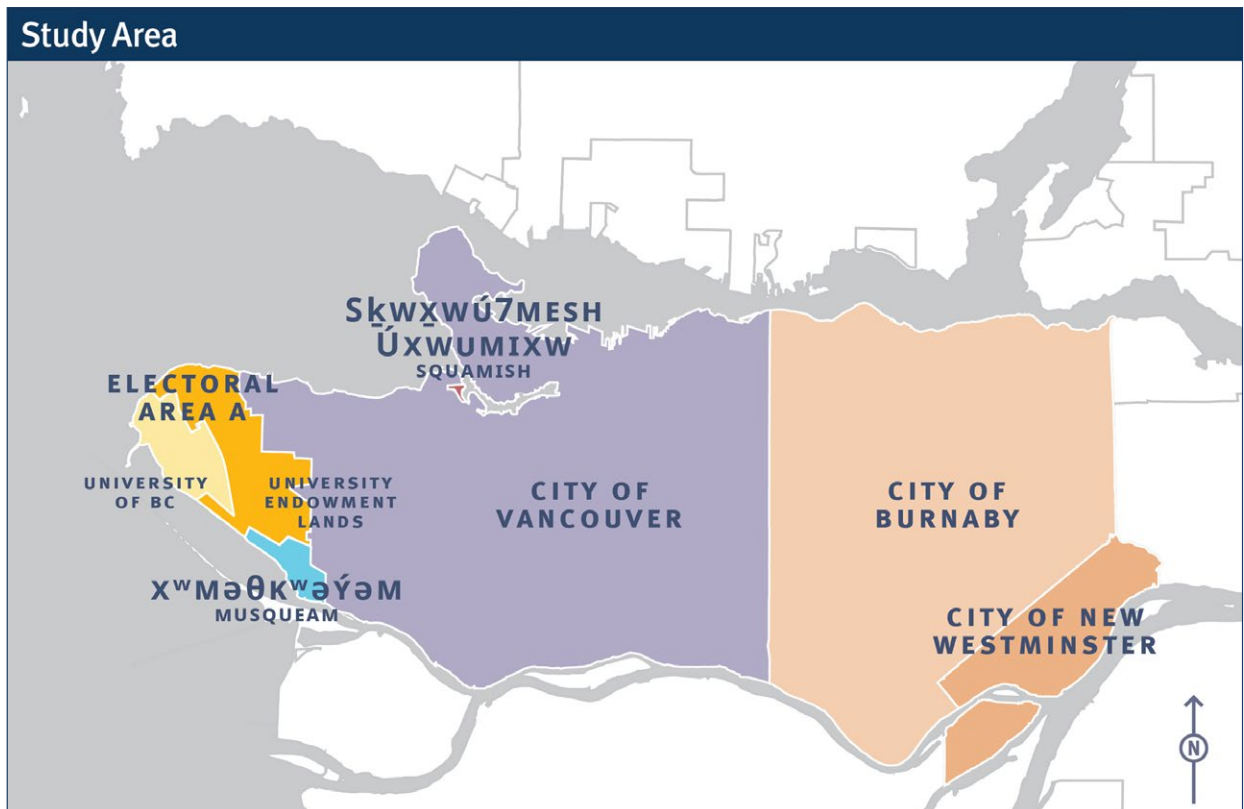 Study Area
Sḵwx̱wú7mesh
Úxwumixw
SQUAMISH
ELECTORAL
AREA A
UNIVERSITY
OF BC
UNIVERSITY
ENDOWMENT
LANDS
CITY OF
VANCOUVER
CITY OF
BURNABY
xʷməθkʷəy̓əm
MUSQUEAM
CITY OF NEW
WESTMINSTER
N